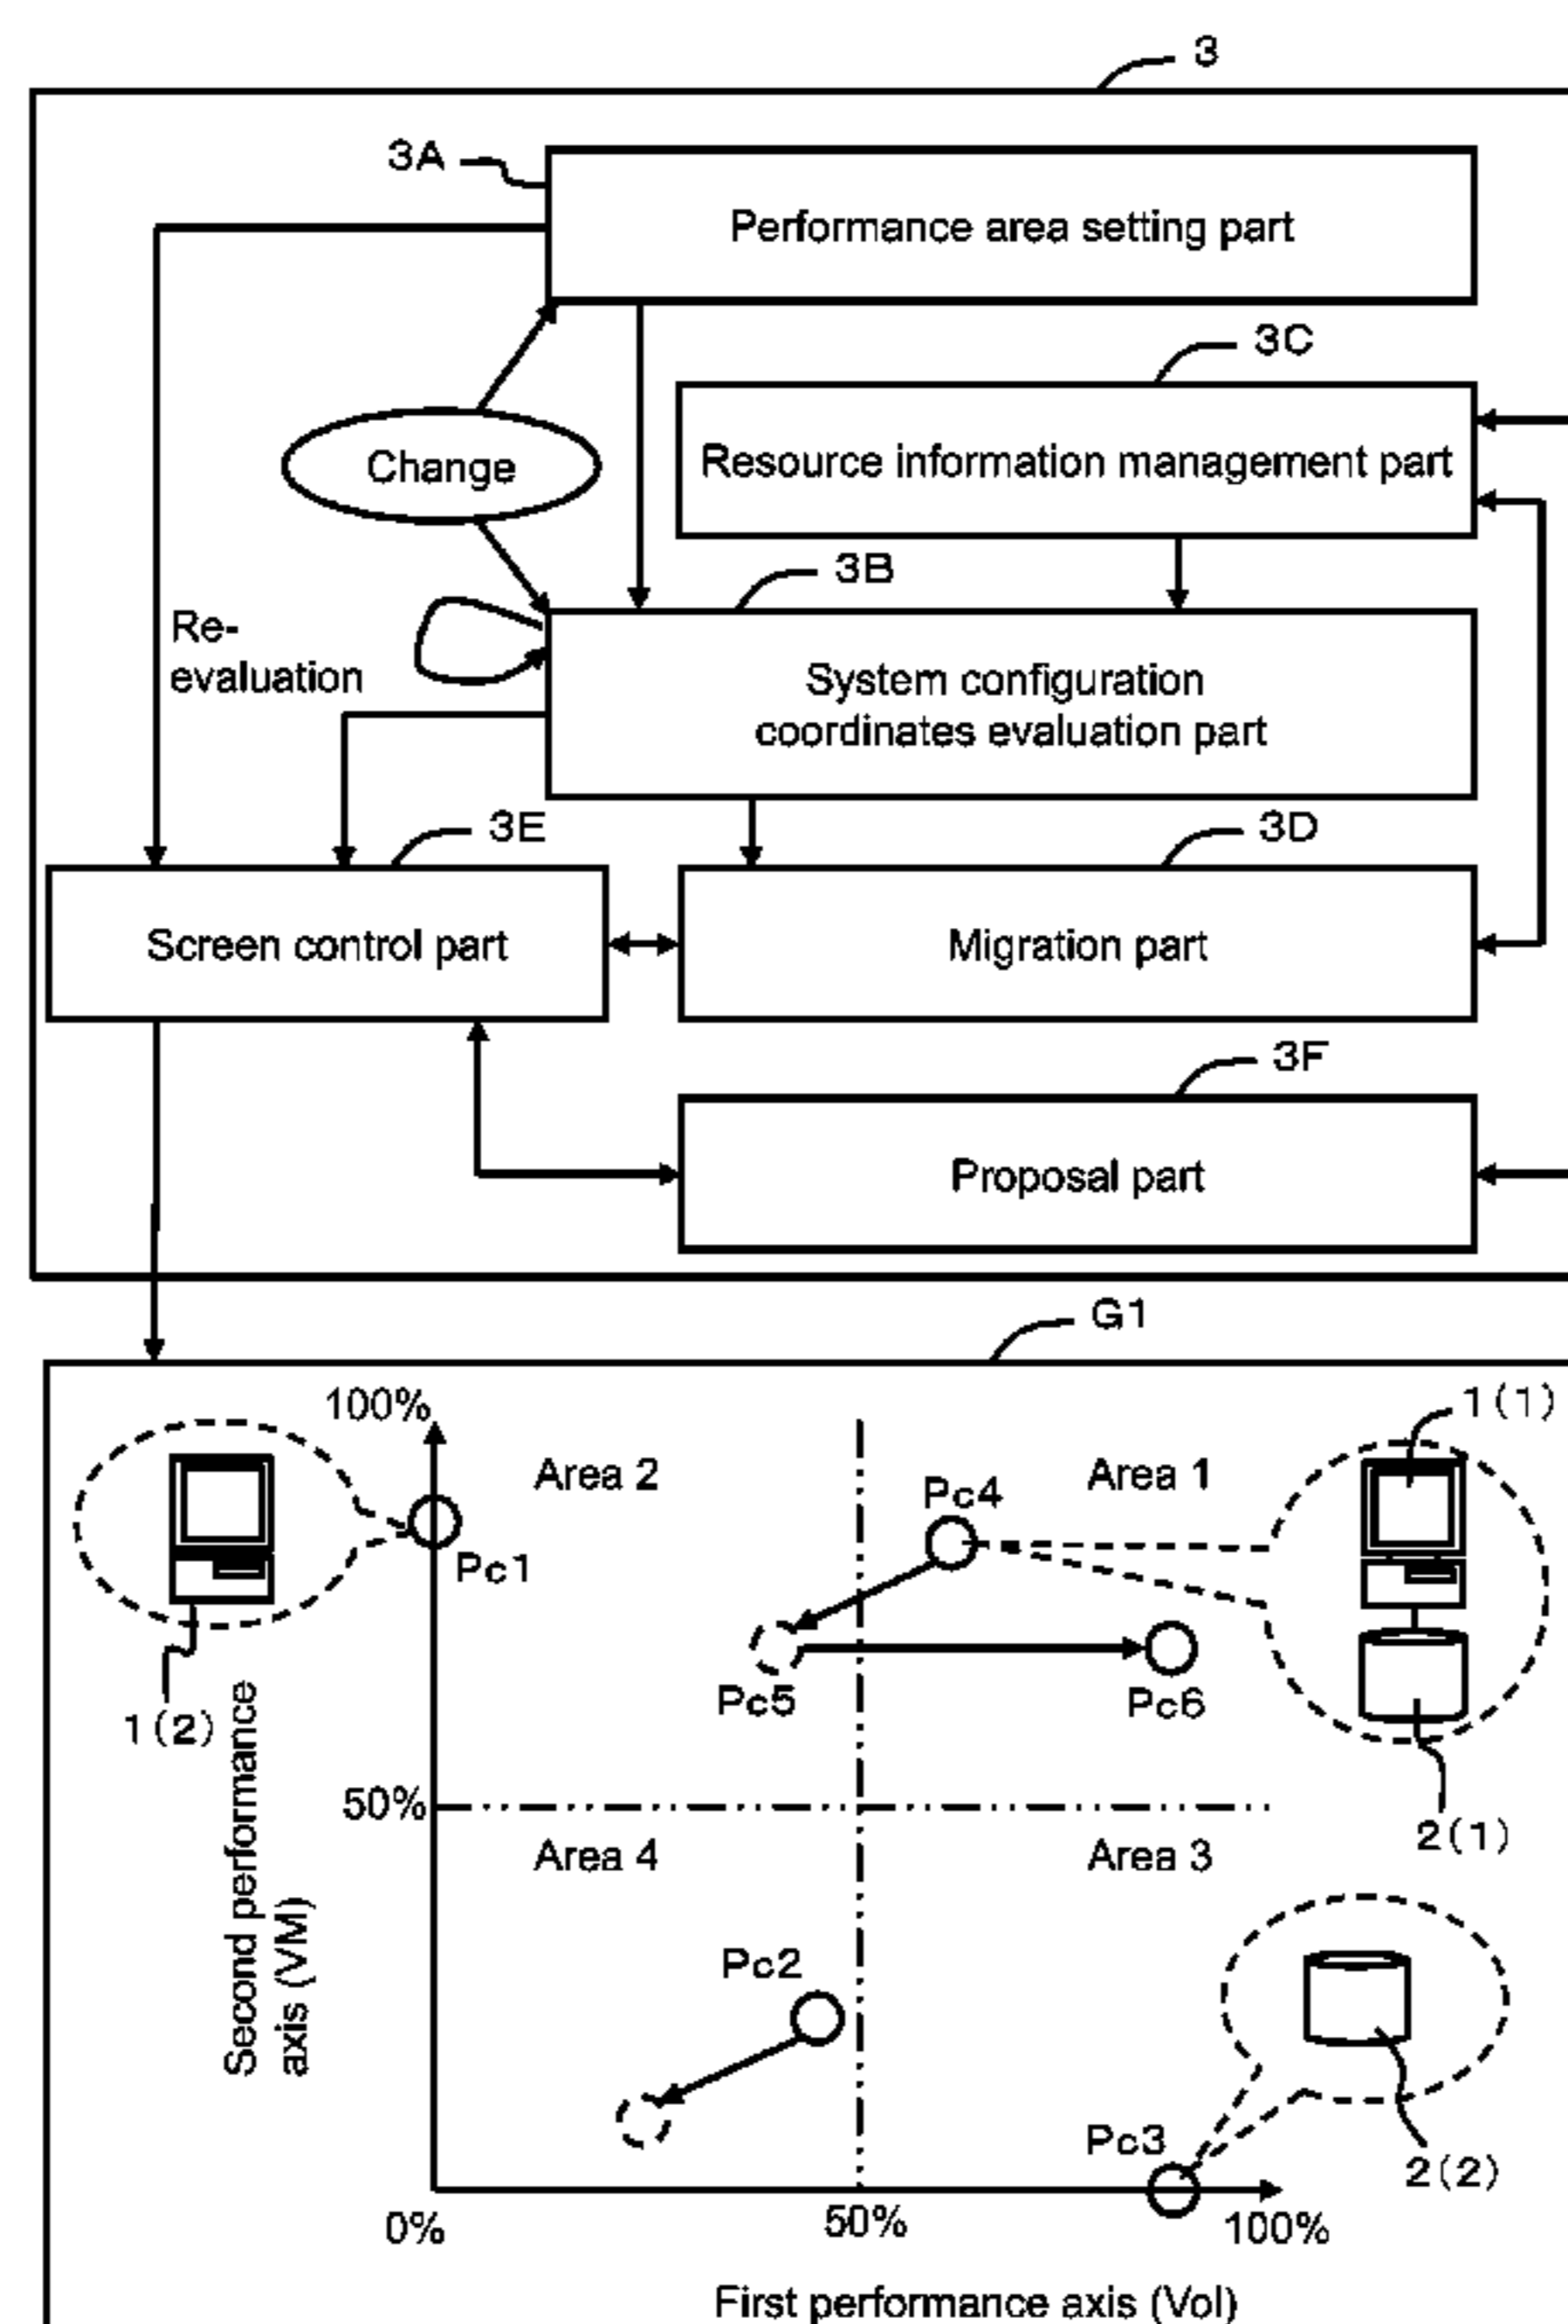 3
3A
Performance area setting part
3C
Change
Resource information management part
3B
Re-
evaluation
System configuration
coordinates evaluation part
3E
3D
Screen control part
Migration part
3F
Proposal part
G1
100%
1(1)
Area 2
Area 1
Pc4
Pc1
Pc5
Pc6
1(2)
50%
2(1)
Area 4
Area 3
Second performance
axis (VM)
Pc2
Pc3
2(2)
0%
50%
100%
First performance axis (Vol)